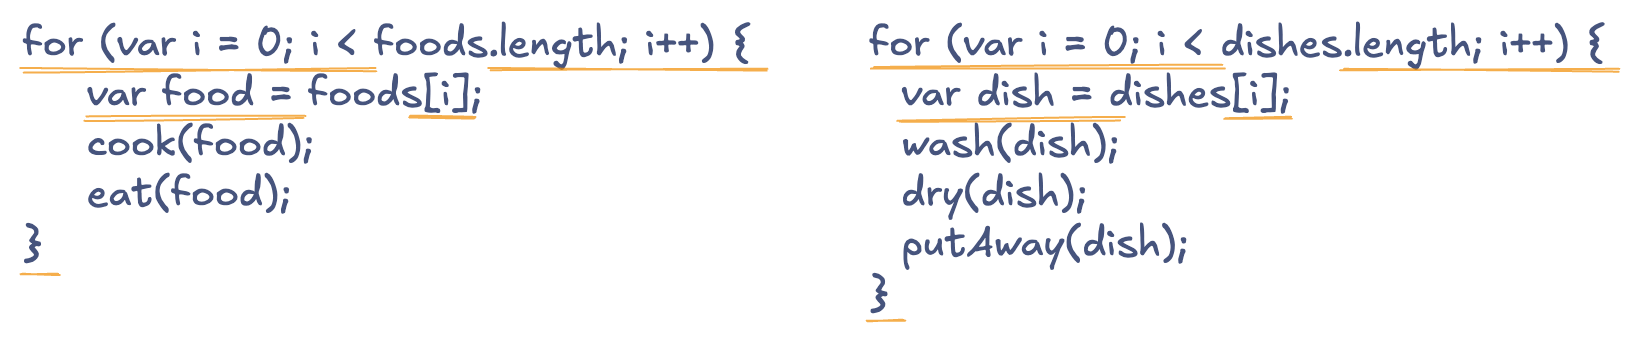 for (var i = 0; i < foods.length; i++) {
var food = foods[i];
cook(food);
eat(food);
}
for (var i = 0; i < dishes.length; i++) {
var dish = dishes[i];
wash(dish);
dry(dish);
putAway(dish);
}